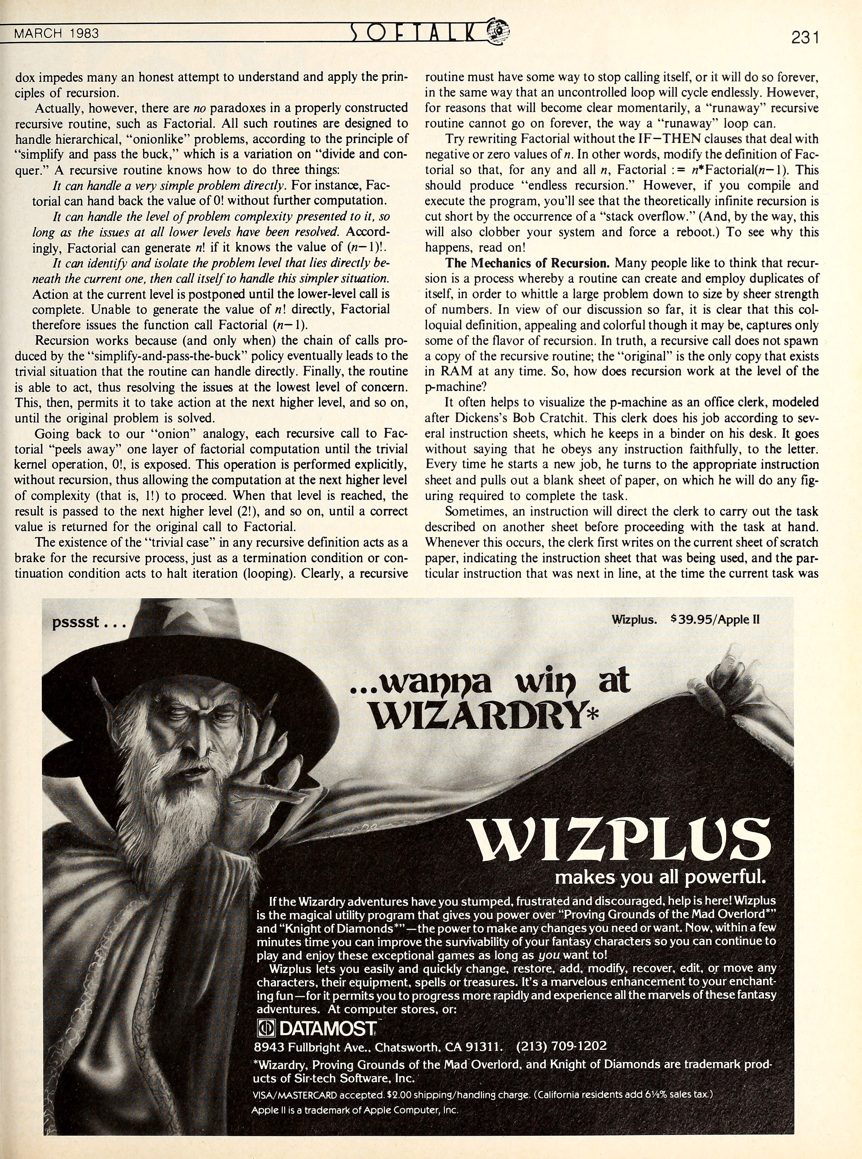 MARCH 1983
SOFTALK
231
dox impedes many an honest attempt to understand and apply the prin-
ciples of recursion.
Actually, however, there are no paradoxes in a properly constructed
recursive routine, such as Factorial. All such routines are designed to
handle hierarchical, “onionlike” problems, according to the principle of
“simplify and pass the buck,” which is a variation on “divide and con-
quer.” A recursive routine knows how to do three things:
It can handle a very simple problem directly. For instance, Fac-
torial can hand back the value of 0! without further computation.
It can handle the level of problem complexity presented to it, so
long as the issues at all lower levels have been resolved. Accord-
ingly, Factorial can generate n! if it knows the value of (n−1)!.
It can identify and isolate the problem level that lies directly be-
neath the current one, then call itself to handle this simpler situation.
Action at the current level is postponed until the lower-level call is
complete. Unable to generate the value of n! directly, Factorial
therefore issues the function call Factorial (n−1).
Recursion works because (and only when) the chain of calls pro-
duced by the “simplify-and-pass-the-buck” policy eventually leads to the
trivial situation that the routine can handle directly. Finally, the routine
is able to act, thus resolving the issues at the lowest level of concern.
This, then, permits it to take action at the next higher level, and so on,
until the original problem is solved.
Going back to our “onion” analogy, each recursive call to Fac-
torial “peels away” one layer of factorial computation until the trivial
kernel operation, 0!, is exposed. This operation is performed explicitly,
without recursion, thus allowing the computation at the next higher level
of complexity (that is, 1!) to proceed. When that level is reached, the
result is passed to the next higher level (2!), and so on, until a correct
value is returned for the original call to Factorial.
The existence of the “trivial case” in any recursive definition acts as a
brake for the recursive process, just as a termination condition or con-
tinuation condition acts to halt iteration (looping). Clearly, a recursive
routine must have some way to stop calling itself, or it will do so forever,
in the same way that an uncontrolled loop will cycle endlessly. However,
for reasons that will become clear momentarily, a “runaway” recursive
routine cannot go on forever, the way a “runaway” loop can.
Try rewriting Factorial without the IF−THEN clauses that deal with
negative or zero values of n. In other words, modify the definition of Fac-
torial so that, for any and all n, Factorial := n*Factorial(n−1). This
should produce “endless recursion.” However, if you compile and
execute the program, you’ll see that the theoretically infinite recursion is
cut short by the occurrence of a “stack overflow.” (And, by the way, this
will also clobber your system and force a reboot.) To see why this
happens, read on!
The Mechanics of Recursion. Many people like to think that recur-
sion is a process whereby a routine can create and employ duplicates of
itself, in order to whittle a large problem down to size by sheer strength
of numbers. In view of our discussion so far, it is clear that this col-
loquial definition, appealing and colorful though it may be, captures only
some of the flavor of recursion. In truth, a recursive call does not spawn
a copy of the recursive routine; the “original” is the only copy that exists
in RAM at any time. So, how does recursion work at the level of the
p-machine?
It often helps to visualize the p-machine as an office clerk, modeled
after Dickens’s Bob Cratchit. This clerk does his job according to sev-
eral instruction sheets, which he keeps in a binder on his desk. It goes
without saying that he obeys any instruction faithfully, to the letter.
Every time he starts a new job, he turns to the appropriate instruction
sheet and pulls out a blank sheet of paper, on which he will do any fig-
uring required to complete the task.
Sometimes, an instruction will direct the clerk to carry out the task
described on another sheet before proceeding with the task at hand.
Whenever this occurs, the clerk first writes on the current sheet of scratch
paper, indicating the instruction sheet that was being used, and the par-
ticular instruction that was next in line, at the time the current task was
psssst . . .
Wizplus. $39.95/Apple II
...wanna win at
WIZARDRY*
WIZPLUS
makes you all powerful.
If the Wizardry adventures have you stumped, frustrated and discouraged, help is here! Wizplus
is the magical utility program that gives you power over “Proving Grounds of the Mad Overlord*”
and “Knight of Diamonds*”—the power to make any changes you need or want. Now, within a few
minutes time you can improve the survivability of your fantasy characters so you can continue to
play and enjoy these exceptional games as long as you want to!
Wizplus lets you easily and quickly change, restore, add, modify, recover, edit, or move any
characters, their equipment, spells or treasures. It’s a marvelous enhancement to your enchant-
ing fun—for it permits you to progress more rapidly and experience all the marvels of these fantasy
adventures. At computer stores, or:
DATAMOST™
8943 Fullbright Ave., Chatsworth, CA 91311. (213) 709-1202
*Wizardry, Proving Grounds of the Mad Overlord, and Knight of Diamonds are trademark prod-
ucts of Sir-tech Software, Inc.
VISA/MASTERCARD accepted. $2.00 shipping/handling charge. (California residents add 6½% sales tax.)
Apple II is a trademark of Apple Computer, Inc.